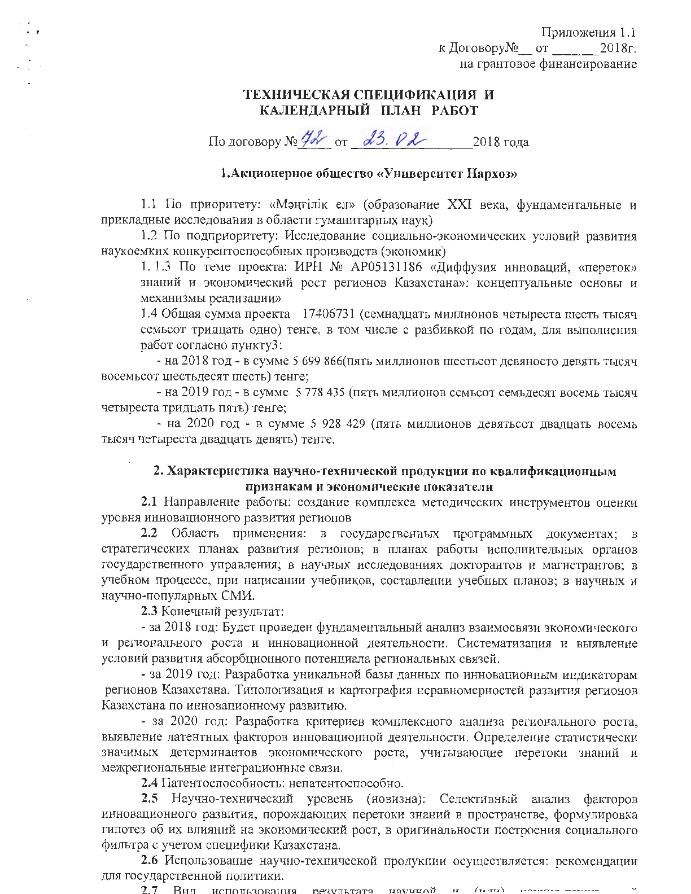 Приложения 1.1
к Договору№__ от ______ 2018г.
на грантовое финансирование
ТЕХНИЧЕСКАЯ СПЕЦИФИКАЦИЯ И
КАЛЕНДАРНЫЙ ПЛАН РАБОТ
По договору № 72 от 23.02 2018 года
1.Акционерное общество «Университет Нархоз»
1.1 По приоритету: «Мәңгілік ел» (образование XXI века, фундаментальные и
прикладные исследования в области гуманитарных наук)
1.2 По подприоритету: Исследование социально-экономических условий развития
наукоемких конкурентоспособных производств (экономик)
1. 1.3 По теме проекта: ИРН № АР05131186 «Диффузия инноваций, «переток»
знаний и экономический рост регионов Казахстана»: концептуальные основы и
механизмы реализации»
1.4 Общая сумма проекта 17406731 (семнадцать миллионов четыреста шесть тысяч
семьсот тридцать одно) тенге, в том числе с разбивкой по годам, для выполнения
работ согласно пункту3:
- на 2018 год - в сумме 5 699 866(пять миллионов шестьсот девяносто девять тысяч
восемьсот шестьдесят шесть) тенге;
- на 2019 год - в сумме 5 778 435 (пять миллионов семьсот семьдесят восемь тысяч
четыреста тридцать пять) тенге;
- на 2020 год - в сумме 5 928 429 (пять миллионов девятьсот двадцать восемь
тысяч четыреста двадцать девять) тенге.
2. Характеристика научно-технической продукции по квалификационным
признакам и экономические показатели
2.1 Направление работы: создание комплекса методических инструментов оценки
уровня инновационного развития регионов
2.2 Область применения: в государственных программных документах; в
стратегических планах развития регионов; в планах работы исполнительных органов
государственного управления; в научных исследованиях докторантов и магистрантов; в
учебном процессе, при написании учебников, составлении учебных планов; в научных и
научно-популярных СМИ.
2.3 Конечный результат:
- за 2018 год: Будет проведен фундаментальный анализ взаимосвязи экономического
и регионального роста и инновационной деятельности. Систематизация и выявление
условий развития абсорбционного потенциала региональных связей.
- за 2019 год: Разработка уникальной базы данных по инновационным индикаторам
регионов Казахстана. Типологизация и картография неравномерностей развития регионов
Казахстана по инновационному развитию.
- за 2020 год: Разработка критериев комплексного анализа регионального роста,
выявление латентных факторов инновационной деятельности. Определение статистически
значимых детерминантов экономического роста, учитывающие перетоки знаний и
межрегиональные интеграционные связи.
2.4 Патентоспособность: непатентоспособно.
2.5 Научно-технический уровень (новизна): Селективный анализ факторов
инновационного развития, порождающих перетоки знаний в пространстве, формулировка
гипотез об их влияний на экономический рост, в оригинальности построения социального
фильтра с учетом специфики Казахстана.
2.6 Использование научно-технической продукции осуществляется: рекомендации
для государственной политики.
2.7 Вид использования результата научной и (или)